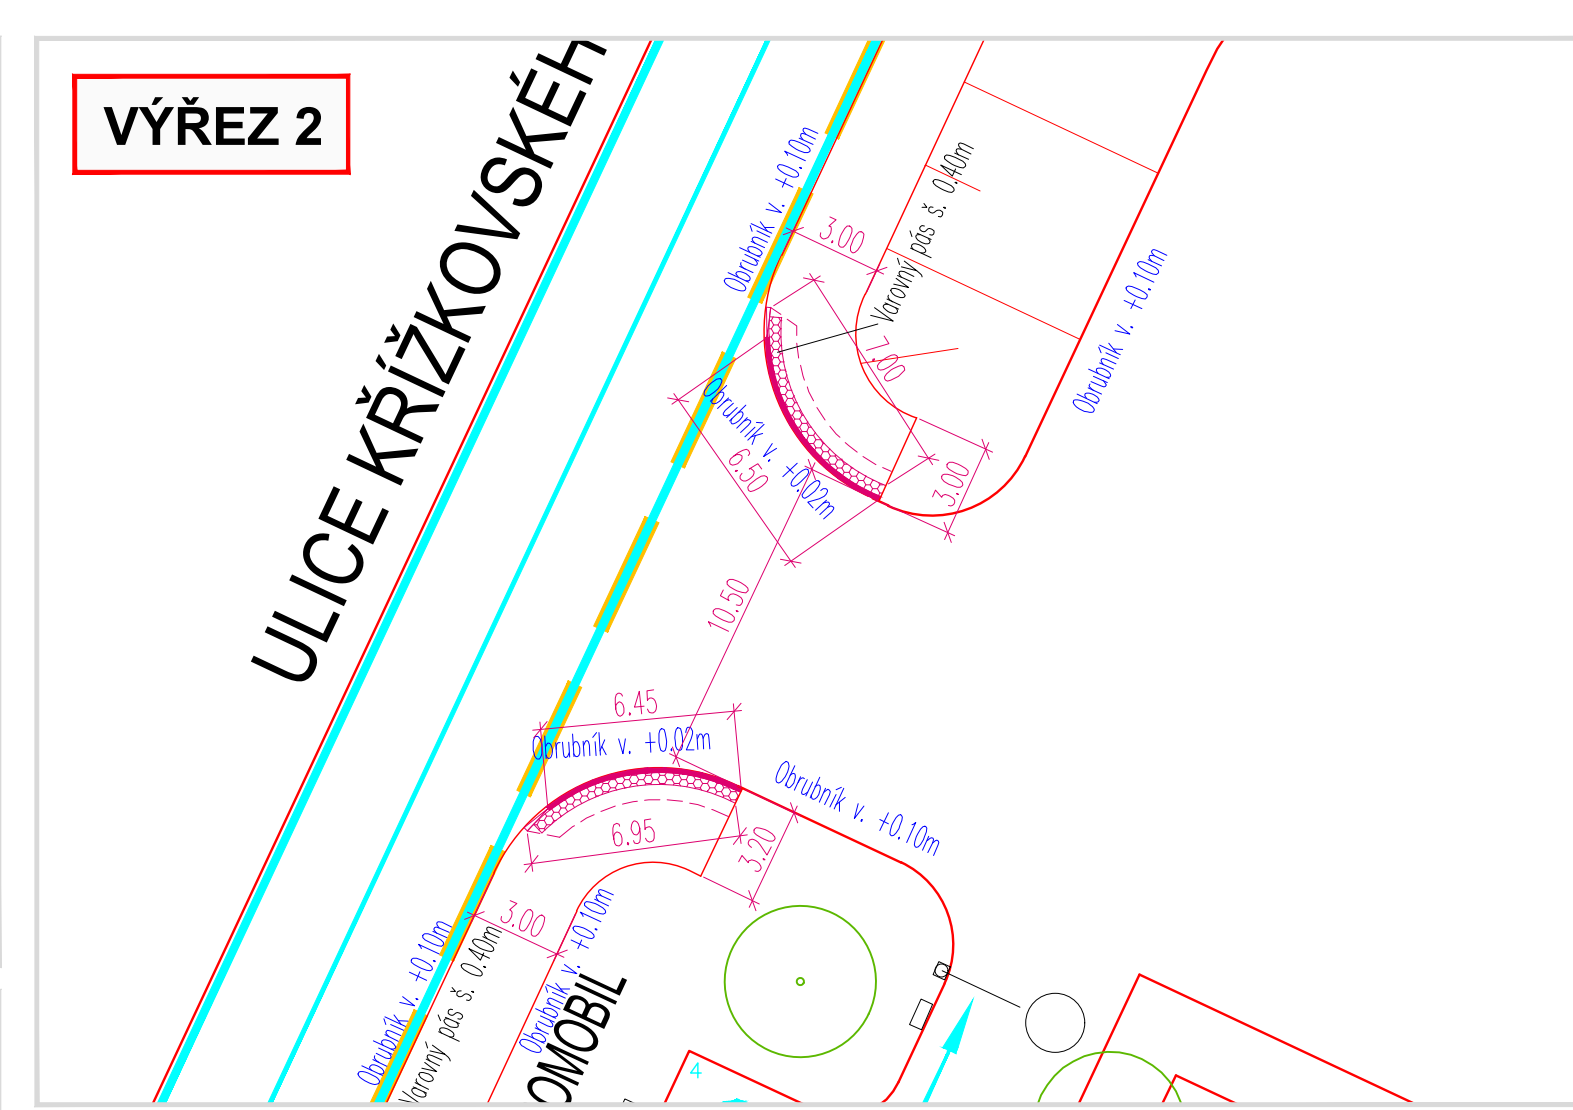 VÝŘEZ 2
ULICE KŘÍŽKOVSKÉH
Obrubník v. +0.10m
3.00
Varovný pás š. 0.40m
Obrubník v. +0.10m
7.00
Obrubník v. +0.02m
6.50
3.00
10.50
6.45
Obrubník v. +0.02m
Obrubník v. +0.10m
6.95
3.20
3.00
Obrubník v. +0.10m
Varovný pás š. 0.40m
Obrubník v. +0.10m
OMOBIL
4